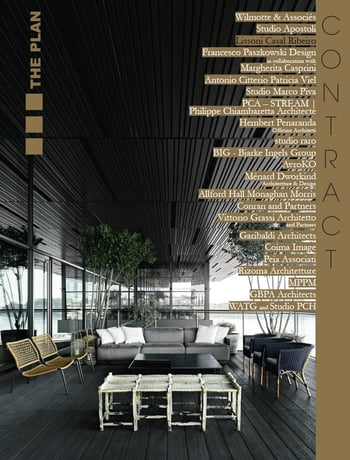 THE PLAN
CONTRACT
Wilmotte & Associés
Studio Apostoli
Lissoni Casal Ribeiro
Francesco Paszkowski Design
in collaboration with
Margherita Casprini
Antonio Citterio Patricia Viel
Studio Marco Piva
PCA – STREAM |
Philippe Chiambaretta Architecte
Hembert Penaranda
Officina Architetti
studio raro
BIG - Bjarke Ingels Group
AvroKO
Ménard Dworkind
Architecture & Design
Allford Hall Monaghan Morris
Conran and Partners
Vittorio Grassi Architetto
and Partners
Garibaldi Architects
Coima Image
Peia Associati
Rizoma Architetture
MPPM
GBPA Architects
WATG and Studio PCH